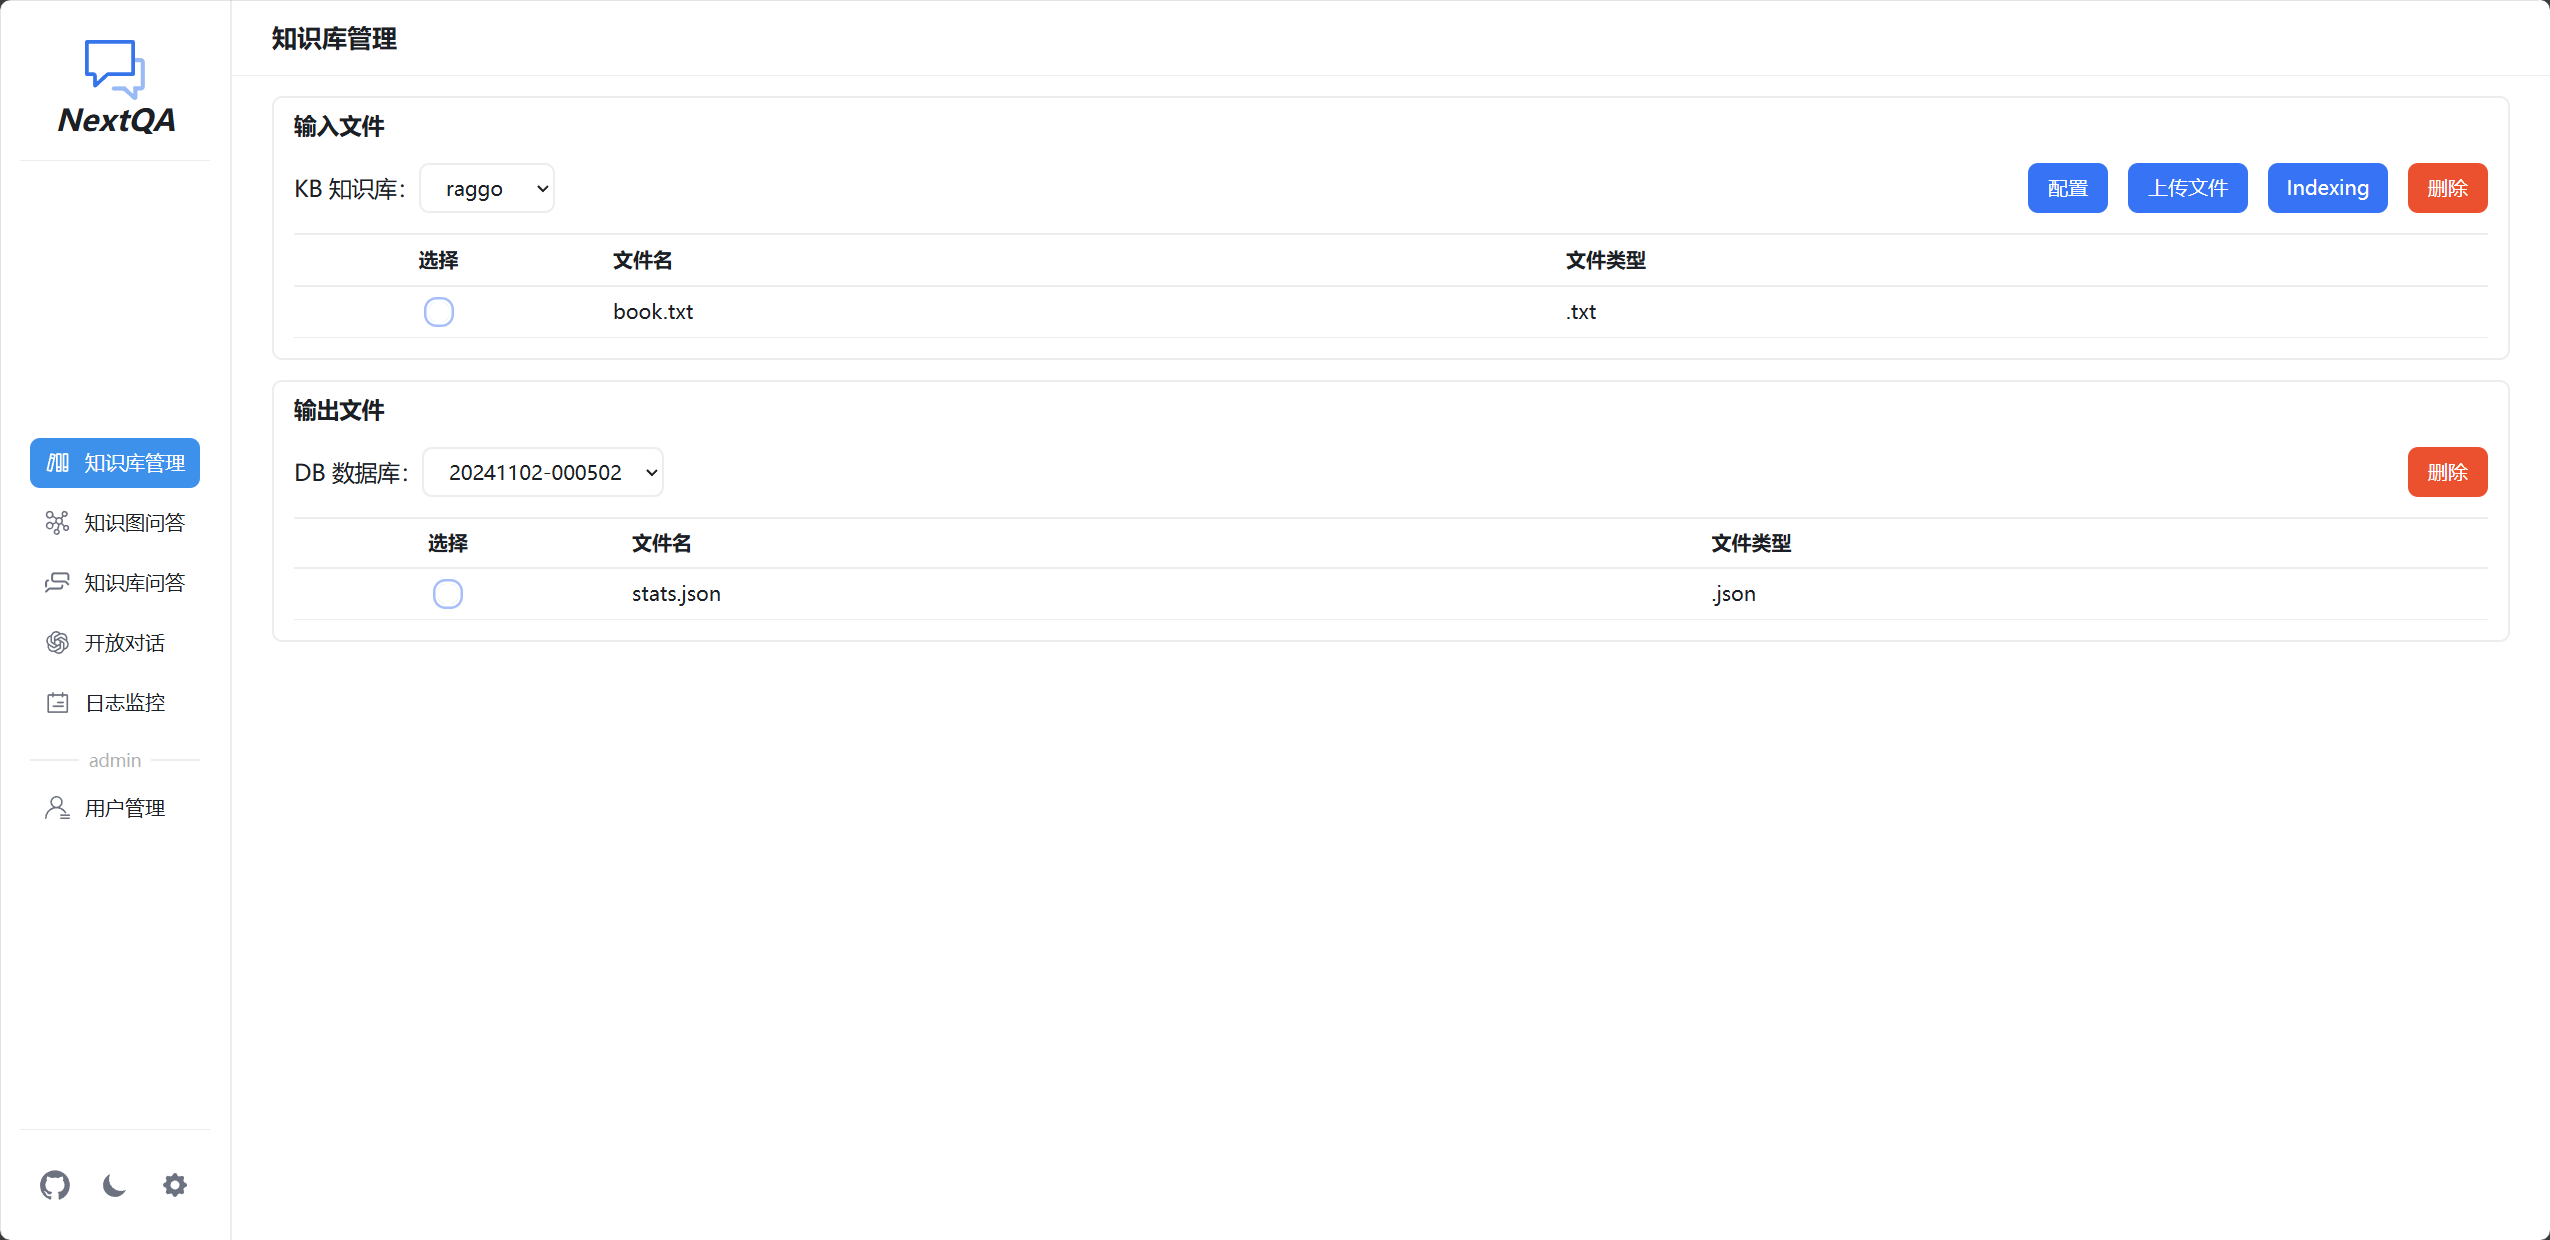 NextQA
知识库管理
知识图问答
知识库问答
开放对话
日志监控
admin
用户管理
知识库管理
输入文件
KB 知识库： raggo 配置 上传文件 Indexing 删除
选择 文件名 文件类型
book.txt .txt
输出文件
DB 数据库： 20241102-000502 删除
选择 文件名 文件类型
stats.json .json